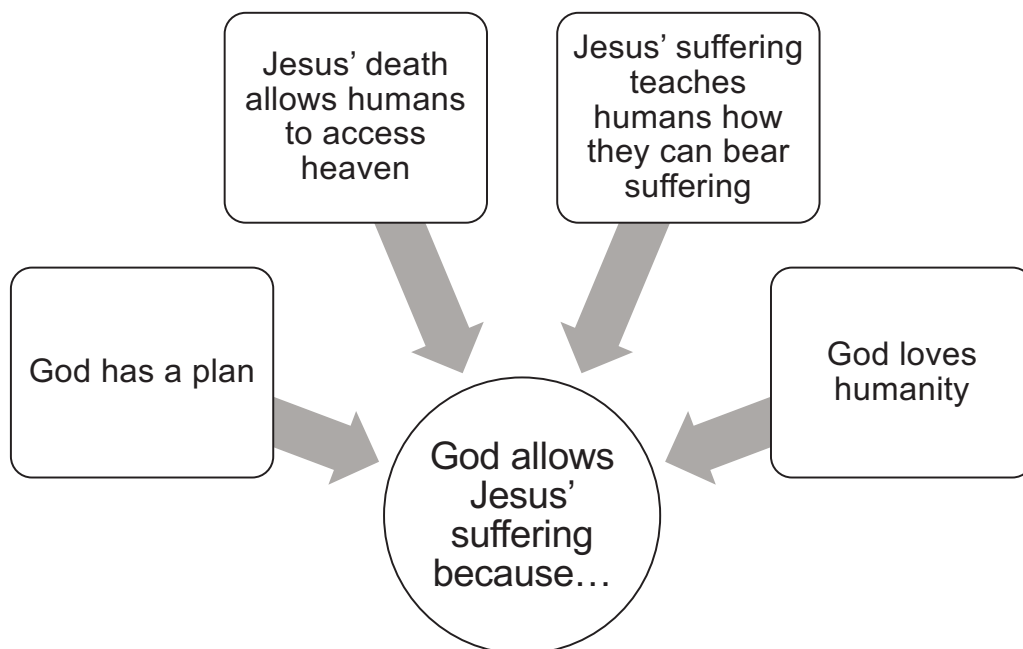 Jesus’ death
allows humans
to access
heaven
Jesus’ suffering
teaches
humans how
they can bear
suffering
God has a plan
God loves
humanity
God allows
Jesus’
suffering
because…